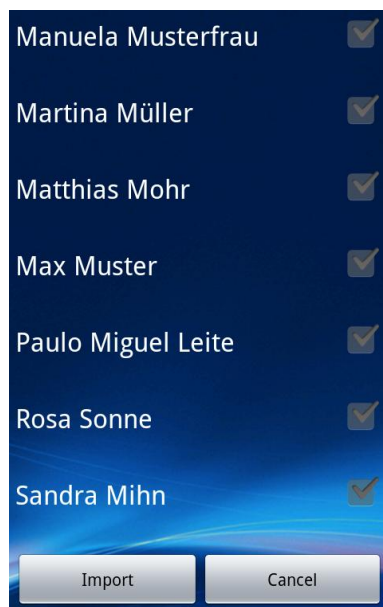 Manuela Musterfrau
Martina Müller
Matthias Mohr
Max Muster
Paulo Miguel Leite
Rosa Sonne
Sandra Mihn
Import Cancel